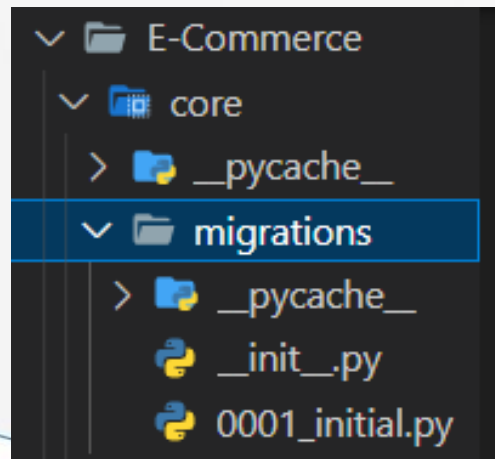 E-Commerce
core
__pycache__
migrations
__pycache__
__init__.py
0001_initial.py